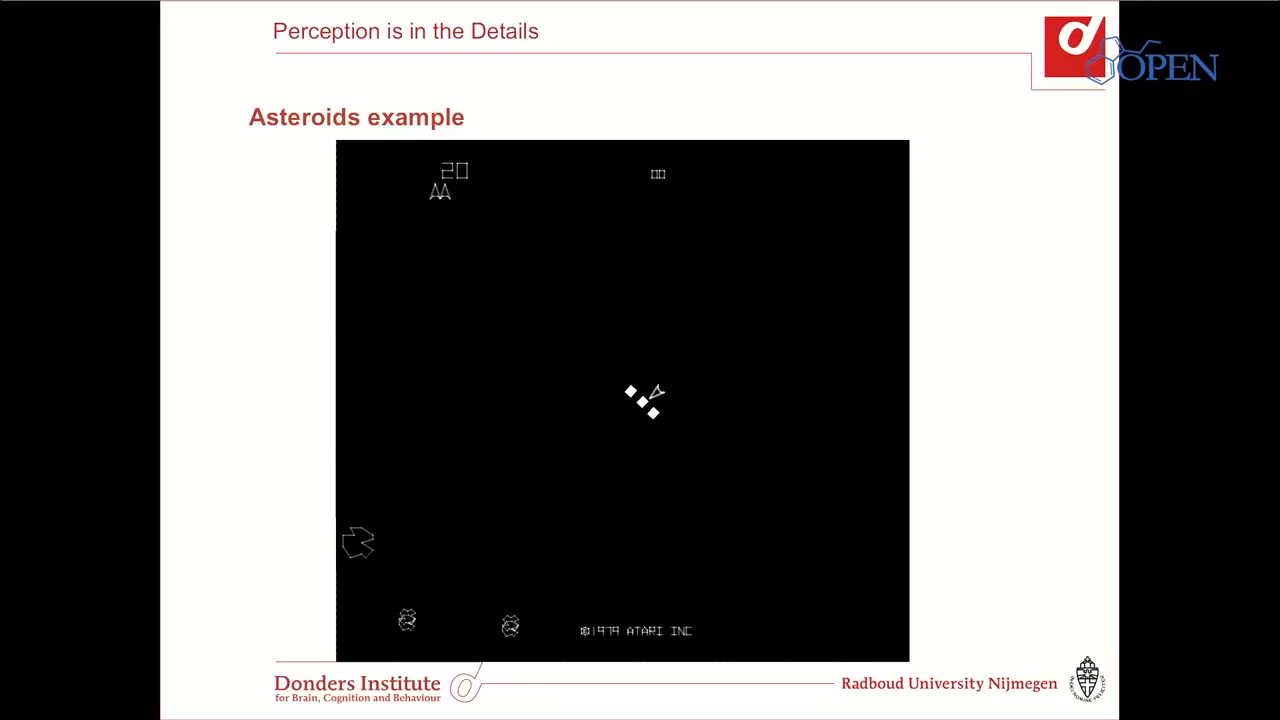 Perception is in the Details
OPEN
Asteroids example
20
00
©1979 ATARI INC
Donders Institute
for Brain, Cognition and Behaviour
Radboud University Nijmegen